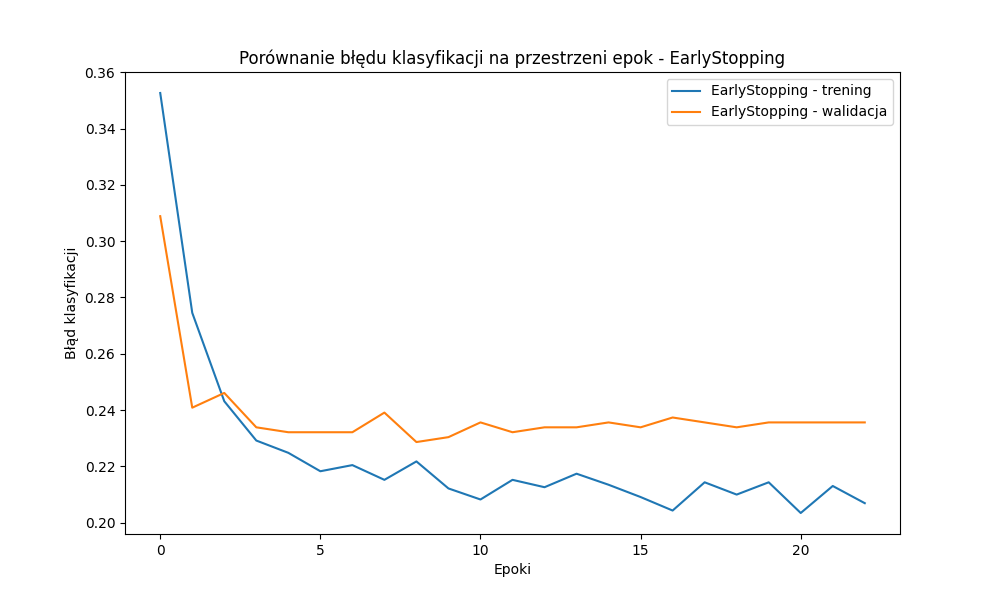 Porównanie błędu klasyfikacji na przestrzeni epok - EarlyStopping
EarlyStopping - trening
EarlyStopping - walidacja
Błąd klasyfikacji
0.36
0.34
0.32
0.30
0.28
0.26
0.24
0.22
0.20
0 5 10 15 20
Epoki